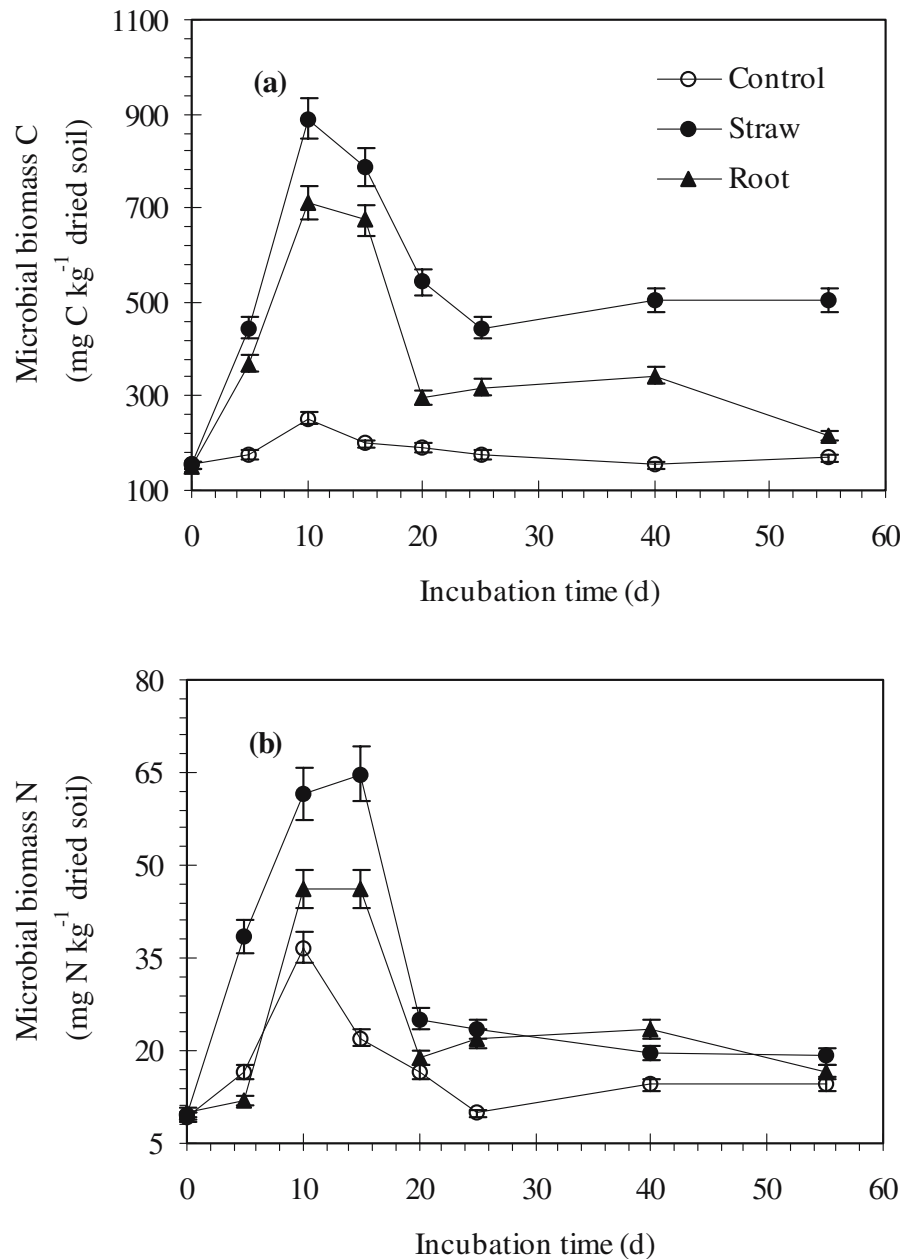 1100
900
700
500
300
100
Microbial biomass C
(mg C kg⁻¹ dried soil)
(a)
Control
Straw
Root
0 10 20 30 40 50 60
Incubation time (d)
80
65
50
35
20
5
Microbial biomass N
(mg N kg⁻¹ dried soil)
(b)
0 10 20 30 40 50 60
Incubation time (d)